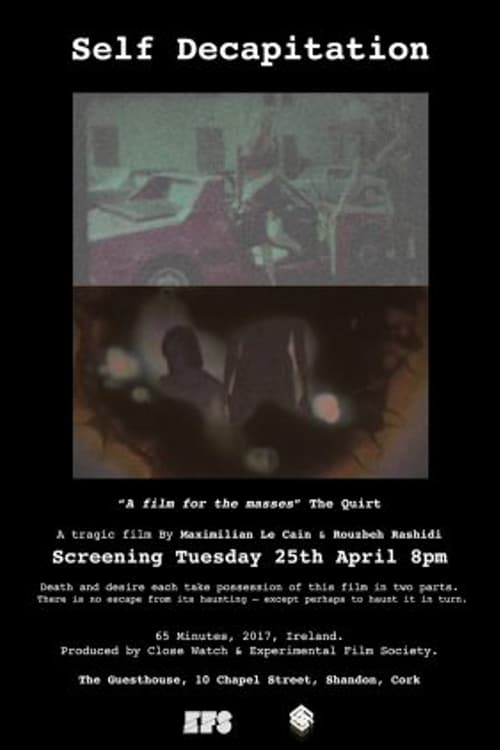 Self Decapitation
"A film for the masses" The Quirt
A tragic film By Maximilian Le Cain & Rouzbeh Rashidi
Screening Tuesday 25th April 8pm
Death and desire each take possession of this film in two parts.
There is no escape from its haunting – except perhaps to haunt it in turn.
65 Minutes, 2017, Ireland.
Produced by Close Watch & Experimental Film Society.
The Guesthouse, 10 Chapel Street, Shandon, Cork
EFS